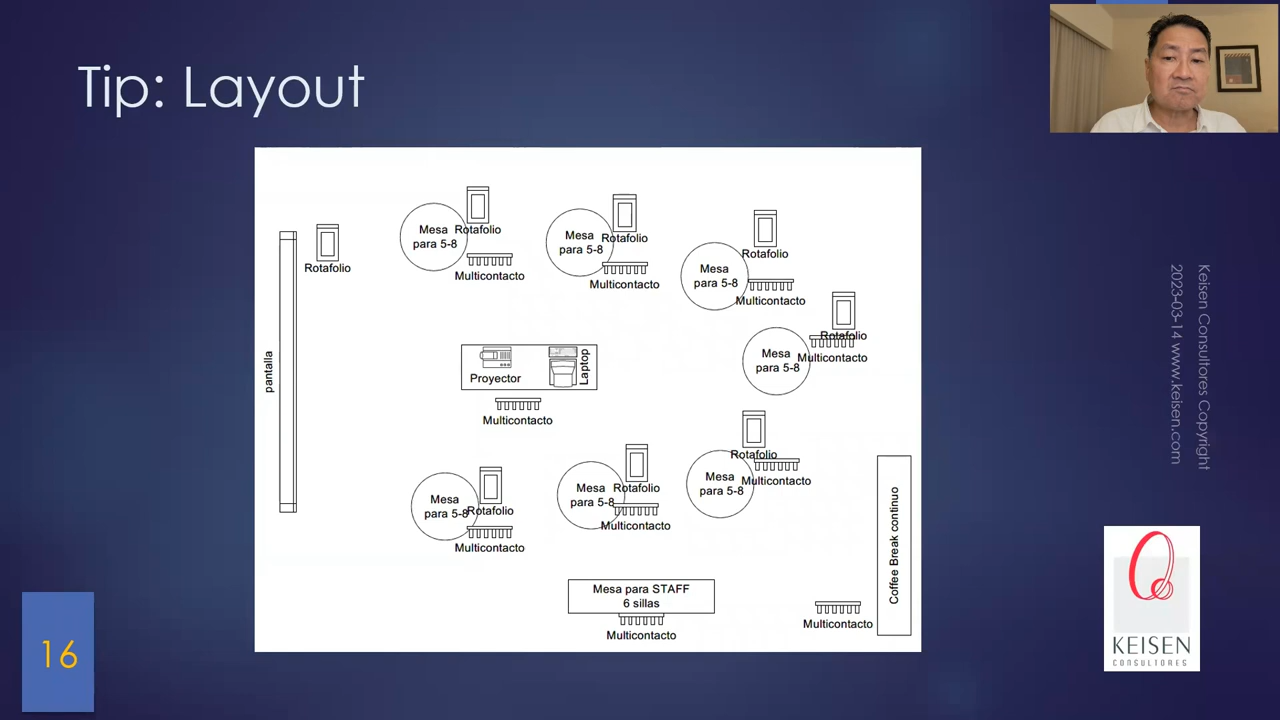 Tip: Layout
Rotafolio
Mesa
para 5-8
Rotafolio
Multicontacto
Mesa
para 5-8
Rotafolio
Multicontacto
Mesa
para 5-8
Rotafolio
Multicontacto
Rotafolio
Mesa
para 5-8
Multicontacto
pantalla
Proyector
Laptop
Multicontacto
Mesa
para 5-8
Rotafolio
Multicontacto
Mesa
para 5-8
Rotafolio
Multicontacto
Rotafolio
Mesa
para 5-8
Multicontacto
Mesa para STAFF
6 sillas
Multicontacto
Multicontacto
Coffee Break continuo
Keisen Consultores Copyright
2023-03-14 www.keisen.com
KEISEN
CONSULTORES
16